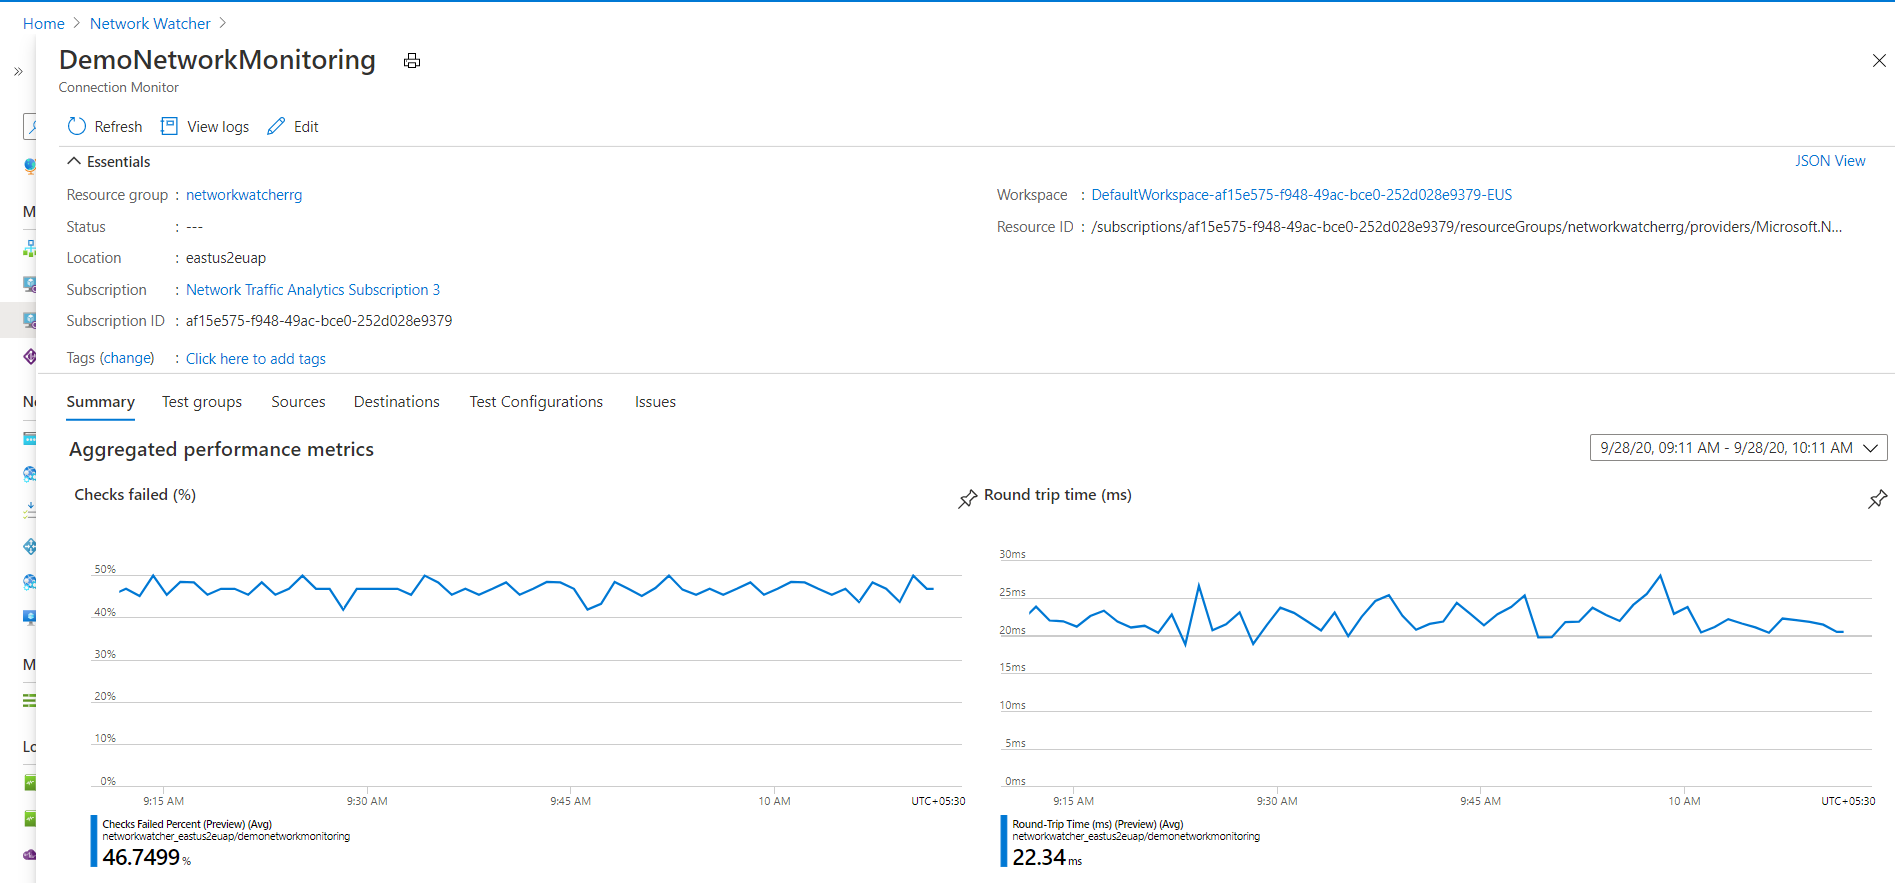 Home > Network Watcher >
DemoNetworkMonitoring
Connection Monitor
Refresh View logs Edit
Essentials
JSON View
Resource group : networkwatcherrg
Status : ---
Location : eastus2euap
Subscription : Network Traffic Analytics Subscription 3
Subscription ID : af15e575-f948-49ac-bce0-252d028e9379
Tags (change) : Click here to add tags
Workspace : DefaultWorkspace-af15e575-f948-49ac-bce0-252d028e9379-EUS
Resource ID : /subscriptions/af15e575-f948-49ac-bce0-252d028e9379/resourceGroups/networkwatcherrg/providers/Microsoft.N...
Summary Test groups Sources Destinations Test Configurations Issues
Aggregated performance metrics
9/28/20, 09:11 AM - 9/28/20, 10:11 AM
Checks failed (%)
50%
40%
30%
20%
10%
0%
9:15 AM 9:30 AM 9:45 AM 10 AM UTC+05:30
Checks Failed Percent (Preview) (Avg)
networkwatcher_eastus2euap/demonetworkmonitoring
46.7499 %
Round trip time (ms)
30ms
25ms
20ms
15ms
10ms
5ms
0ms
9:15 AM 9:30 AM 9:45 AM 10 AM UTC+05:30
Round-Trip Time (ms) (Preview) (Avg)
networkwatcher_eastus2euap/demonetworkmonitoring
22.34 ms